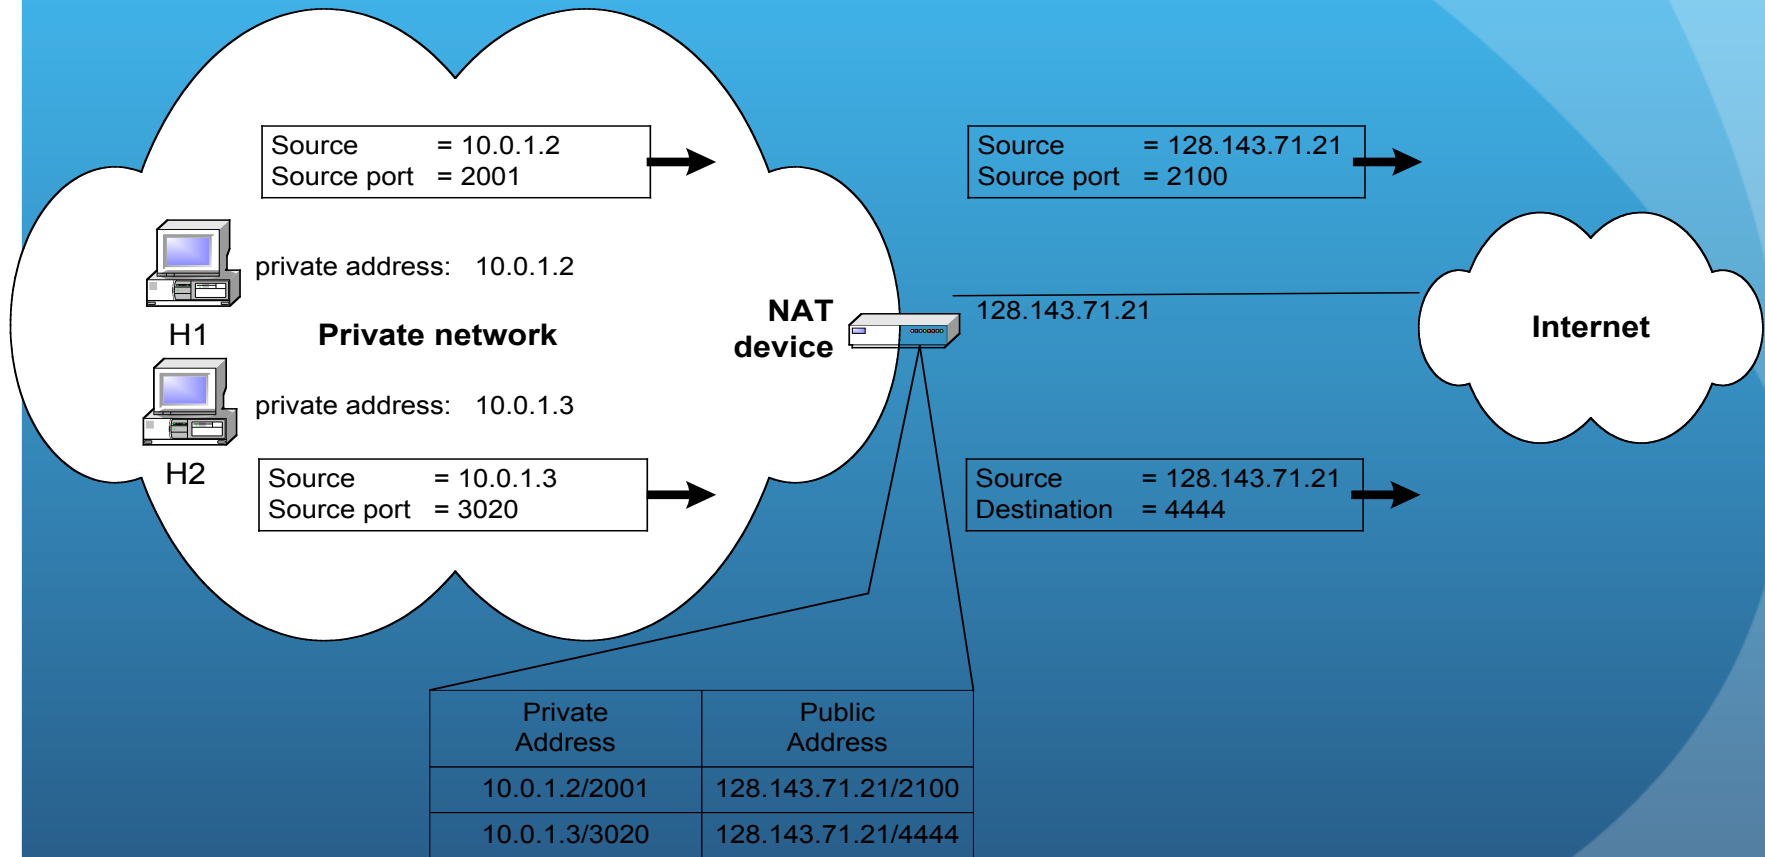 Source = 10.0.1.2
Source port = 2001
Source = 128.143.71.21
Source port = 2100
private address: 10.0.1.2
H1
Private network
NAT
device
128.143.71.21
Internet
private address: 10.0.1.3
H2
Source = 10.0.1.3
Source port = 3020
Source = 128.143.71.21
Destination = 4444
Private
Address
Public
Address
10.0.1.2/2001
128.143.71.21/2100
10.0.1.3/3020
128.143.71.21/4444